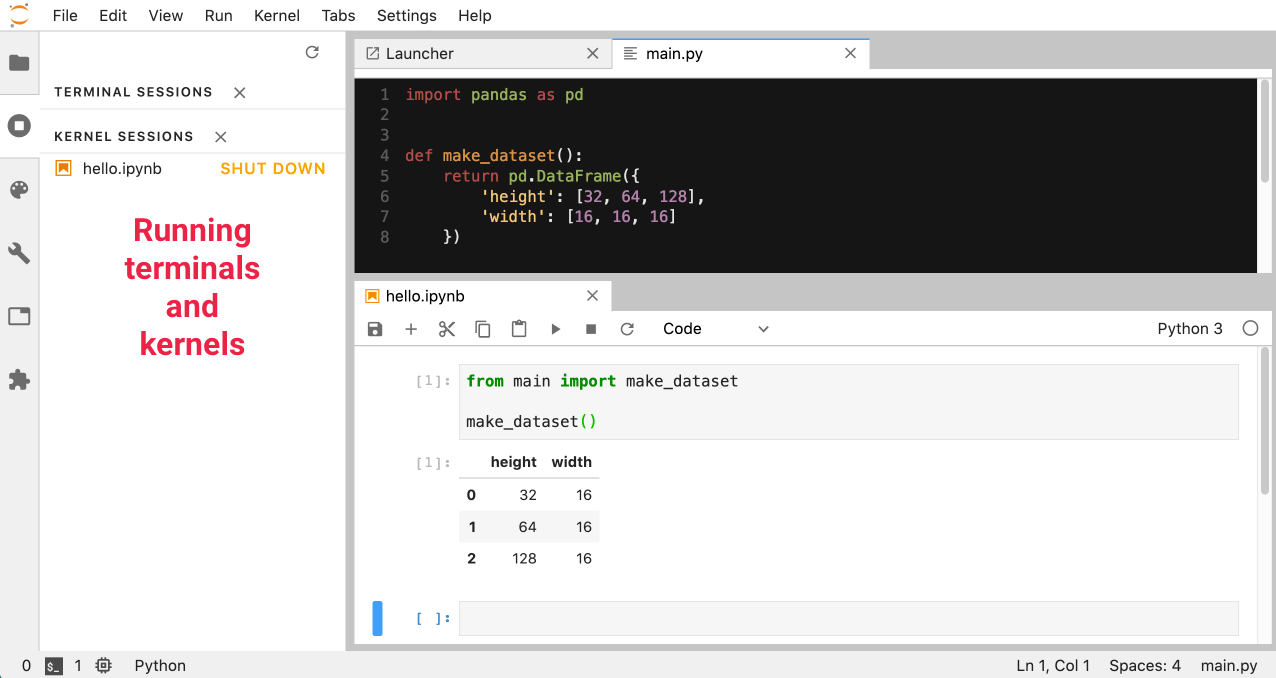 File Edit View Run Kernel Tabs Settings Help
TERMINAL SESSIONS
KERNEL SESSIONS
hello.ipynb SHUT DOWN
Running
terminals
and
kernels
Launcher main.py
1 import pandas as pd
2
3
4 def make_dataset():
5     return pd.DataFrame({
6         'height': [32, 64, 128],
7         'width': [16, 16, 16]
8     })
hello.ipynb
Code Python 3
[1]: from main import make_dataset
make_dataset()
[1]: height width
0 32 16
1 64 16
2 128 16
[ ]:
0 $_ 1 Python Ln 1, Col 1 Spaces: 4 main.py